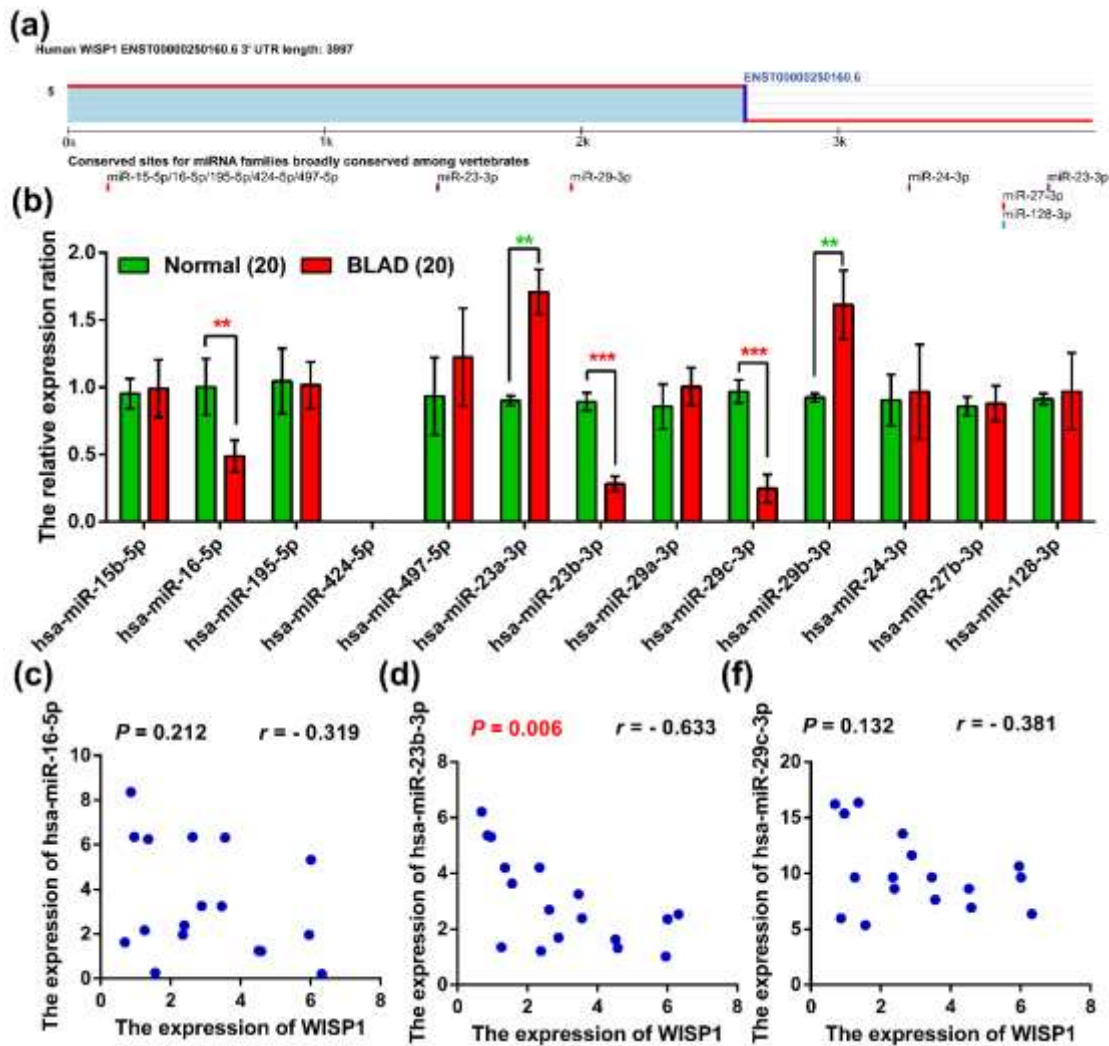 (a)
Human WISP1 ENST00000250160.6 3' UTR length: 3997
ENST00000250160.6
5
0k 1k 2k 3k
Conserved sites for miRNA families broadly conserved among vertebrates
miR-15-5p/16-5p/195-5p/424-5p/497-5p miR-23-3p miR-29-3p miR-24-3p miR-23-3p
miR-27-3p
miR-128-3p
(b)
The relative expression ration
2.0
1.5
1.0
0.5
0.0
Normal (20) BLAD (20)
** ** *** *** **
hsa-miR-15b-5p
hsa-miR-16-5p
hsa-miR-195-5p
hsa-miR-424-5p
hsa-miR-497-5p
hsa-miR-23a-3p
hsa-miR-23b-3p
hsa-miR-29a-3p
hsa-miR-29c-3p
hsa-miR-29b-3p
hsa-miR-24-3p
hsa-miR-27b-3p
hsa-miR-128-3p
(c)
P = 0.212 r = - 0.319
The expression of hsa-miR-16-5p
10
8
6
4
2
0
0 2 4 6 8
The expression of WISP1
(d)
P = 0.006 r = - 0.633
The expression of hsa-miR-23b-3p
8
6
4
2
0
0 2 4 6 8
The expression of WISP1
(f)
P = 0.132 r = - 0.381
The expression of hsa-miR-29c-3p
20
15
10
5
0
0 2 4 6 8
The expression of WISP1